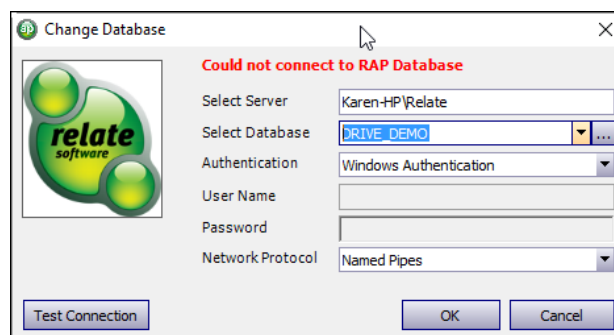 ap
Change Database
Could not connect to RAP Database
relate
software
Select Server
Karen-HP\Relate
Select Database
DRIVE_DEMO
...
Authentication
Windows Authentication
User Name
Password
Network Protocol
Named Pipes
Test Connection
OK
Cancel